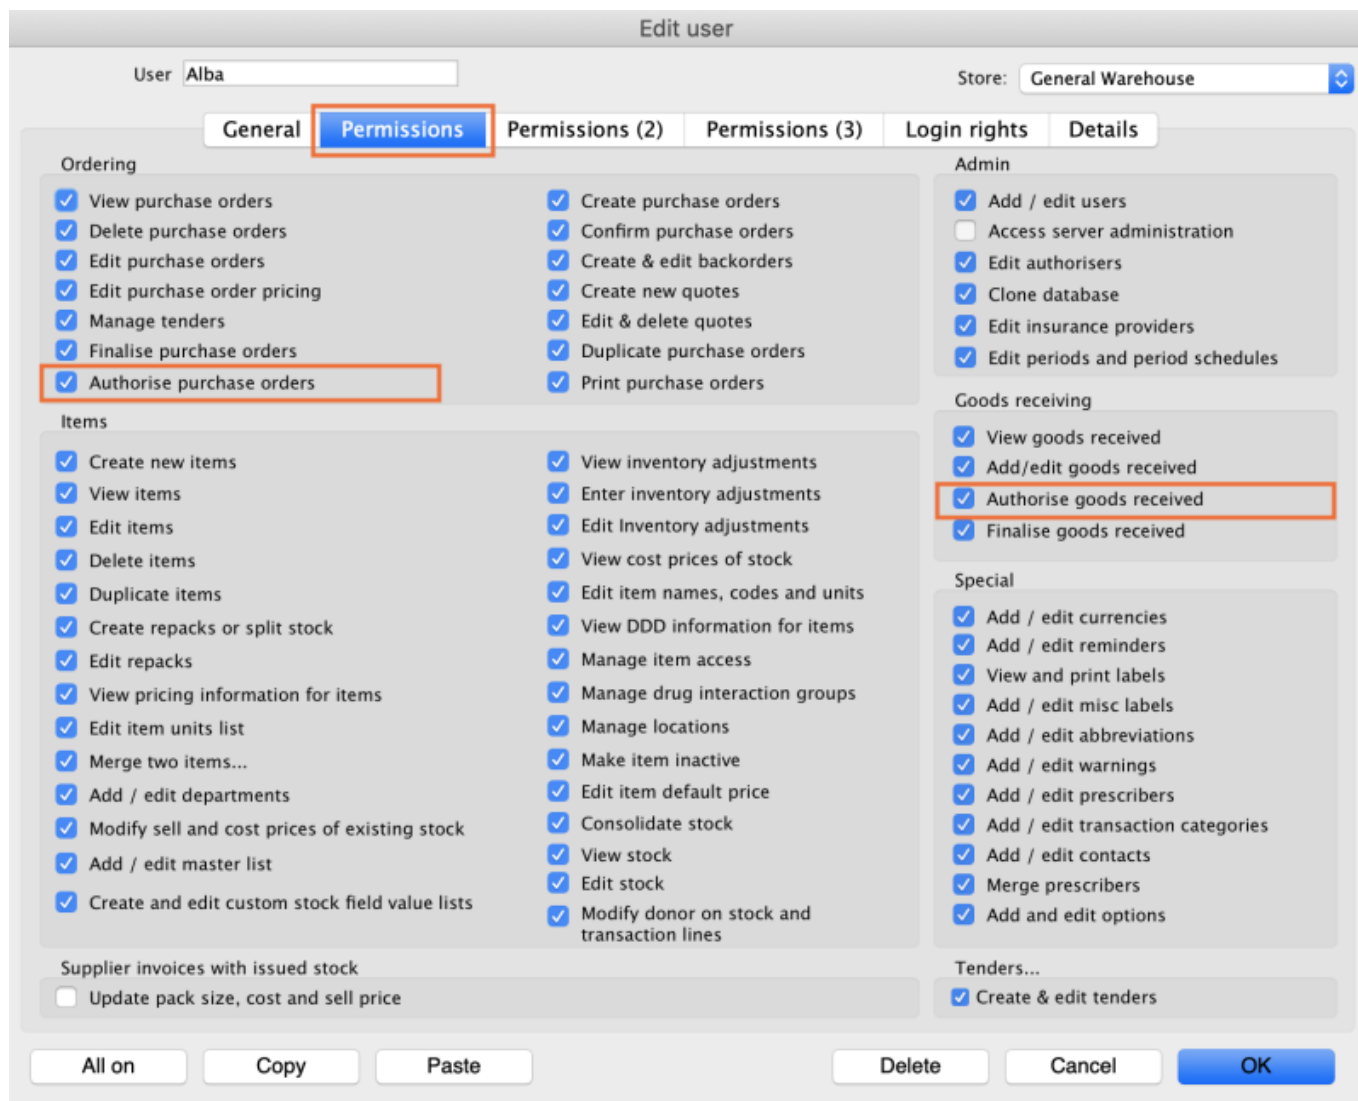 Edit user
User Alba
Store: General Warehouse
General Permissions Permissions (2) Permissions (3) Login rights Details
Ordering
View purchase orders
Delete purchase orders
Edit purchase orders
Edit purchase order pricing
Manage tenders
Finalise purchase orders
Authorise purchase orders
Create purchase orders
Confirm purchase orders
Create & edit backorders
Create new quotes
Edit & delete quotes
Duplicate purchase orders
Print purchase orders
Items
Create new items
View items
Edit items
Delete items
Duplicate items
Create repacks or split stock
Edit repacks
View pricing information for items
Edit item units list
Merge two items...
Add / edit departments
Modify sell and cost prices of existing stock
Add / edit master list
Create and edit custom stock field value lists
View inventory adjustments
Enter inventory adjustments
Edit Inventory adjustments
View cost prices of stock
Edit item names, codes and units
View DDD information for items
Manage item access
Manage drug interaction groups
Manage locations
Make item inactive
Edit item default price
Consolidate stock
View stock
Edit stock
Modify donor on stock and
transaction lines
Supplier invoices with issued stock
Update pack size, cost and sell price
Admin
Add / edit users
Access server administration
Edit authorisers
Clone database
Edit insurance providers
Edit periods and period schedules
Goods receiving
View goods received
Add/edit goods received
Authorise goods received
Finalise goods received
Special
Add / edit currencies
Add / edit reminders
View and print labels
Add / edit misc labels
Add / edit abbreviations
Add / edit warnings
Add / edit prescribers
Add / edit transaction categories
Add / edit contacts
Merge prescribers
Add and edit options
Tenders...
Create & edit tenders
All on Copy Paste Delete Cancel OK